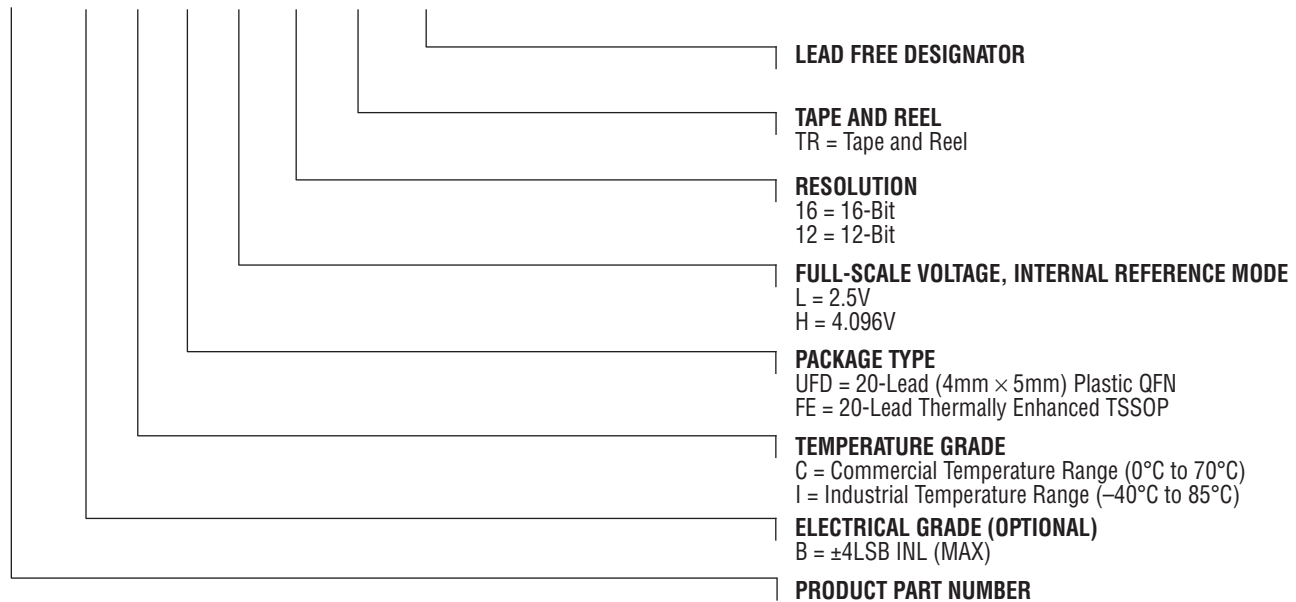 LEAD FREE DESIGNATOR
TAPE AND REEL
TR = Tape and Reel
RESOLUTION
16 = 16-Bit
12 = 12-Bit
FULL-SCALE VOLTAGE, INTERNAL REFERENCE MODE
L = 2.5V
H = 4.096V
PACKAGE TYPE
UFD = 20-Lead (4mm × 5mm) Plastic QFN
FE = 20-Lead Thermally Enhanced TSSOP
TEMPERATURE GRADE
C = Commercial Temperature Range (0°C to 70°C)
I = Industrial Temperature Range (–40°C to 85°C)
ELECTRICAL GRADE (OPTIONAL)
B = ±4LSB INL (MAX)
PRODUCT PART NUMBER